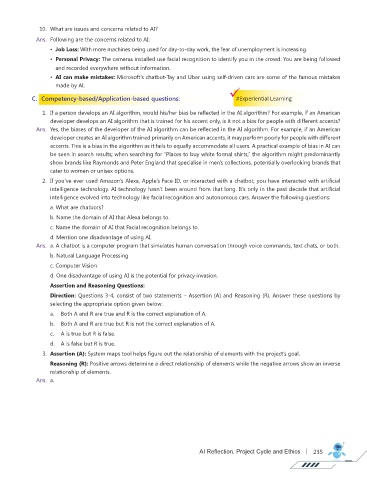 10. What are issues and concerns related to AI?
Ans. Following are the concerns related to AI:
• Job Loss: With more machines being used for day-to-day work, the fear of unemployment is increasing.
• Personal Privacy: The cameras installed use facial recognition to identify you in the crowd. You are being followed
and recorded everywhere without information.
• AI can make mistakes: Microsoft's chatbot-Tay and Uber using self-driven cars are some of the famous mistakes
made by AI.
C. Competency-based/Application-based questions: #Experiential Learning
1. If a person develops an AI algorithm, would his/her bias be reflected in the AI algorithm? For example, if an American
developer develops an AI algorithm that is trained for his accent only, is it not a bias for people with different accents?
Ans. Yes, the biases of the developer of the AI algorithm can be reflected in the AI algorithm. For example, if an American
developer creates an AI algorithm trained primarily on American accents, it may perform poorly for people with different
accents. This is a bias in the algorithm as it fails to equally accommodate all users. A practical example of bias in AI can
be seen in search results; when searching for "Places to buy white formal shirts," the algorithm might predominantly
show brands like Raymonds and Peter England that specialise in men's collections, potentially overlooking brands that
cater to women or unisex options.
2. If you've ever used Amazon's Alexa, Apple's Face ID, or interacted with a chatbot, you have interacted with artificial
intelligence technology. AI technology hasn't been around from that long. It's only in the past decade that artificial
intelligence evolved into technology like facial recognition and autonomous cars. Answer the following questions:
a. What are chatbots?
b. Name the domain of AI that Alexa belongs to.
c. Name the domain of AI that Facial recognition belongs to.
d. Mention one disadvantage of using AI.
Ans. a. A chatbot is a computer program that simulates human conversation through voice commands, text chats, or both.
b. Natural Language Processing
c. Computer Vision
d. One disadvantage of using AI is the potential for privacy invasion.
Assertion and Reasoning Questions:
Direction: Questions 3-4, consist of two statements – Assertion (A) and Reasoning (R). Answer these questions by
selecting the appropriate option given below:
a. Both A and R are true and R is the correct explanation of A.
b. Both A and R are true but R is not the correct explanation of A.
c. A is true but R is false.
d. A is false but R is true.
3. Assertion (A): System maps tool helps figure out the relationship of elements with the project's goal.
Reasoning (R): Positive arrows determine a direct relationship of elements while the negative arrows show an inverse
relationship of elements.
Ans. a.
AI Reflection, Project Cycle and Ethics | 235